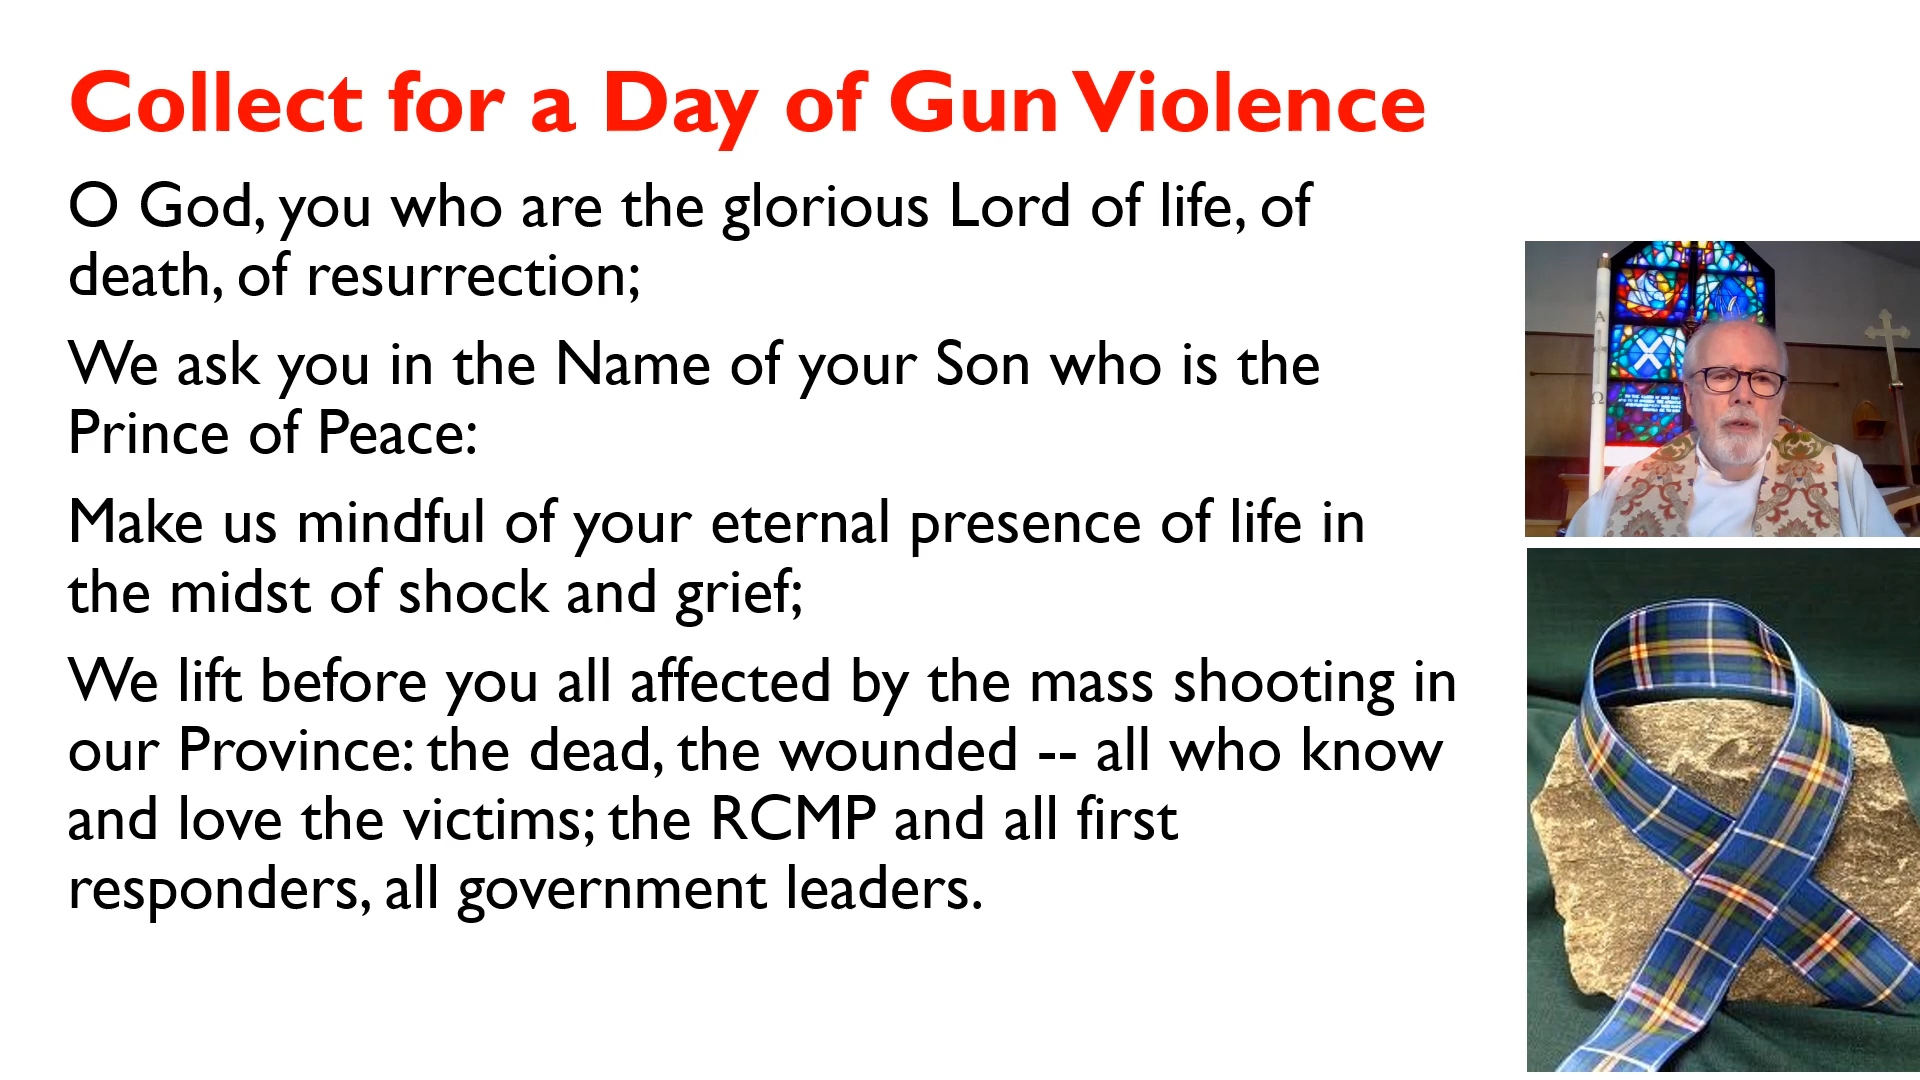 Collect for a Day of Gun Violence
O God, you who are the glorious Lord of life, of
death, of resurrection;
We ask you in the Name of your Son who is the
Prince of Peace:
Make us mindful of your eternal presence of life in
the midst of shock and grief;
We lift before you all affected by the mass shooting in
our Province: the dead, the wounded -- all who know
and love the victims; the RCMP and all first
responders, all government leaders.
Α
Ω